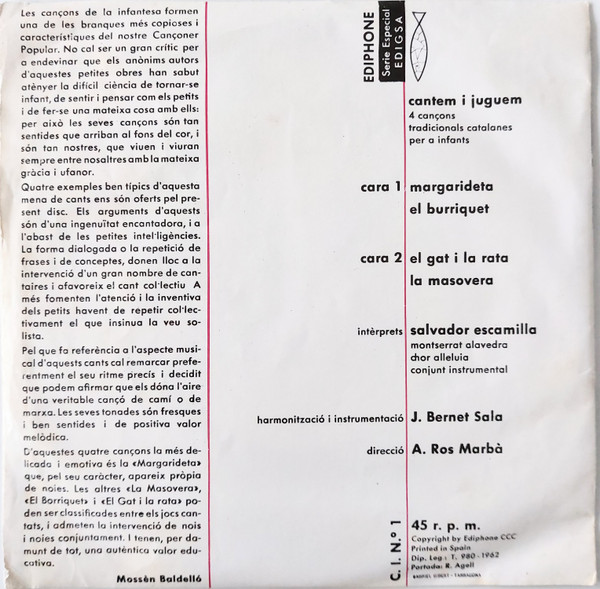 Les cançons de la infantesa formen
una de les branques més copioses i
característiques del nostre Cançoner
Popular. No cal ser un gran crític per
a endevinar que els anònims autors
d'aquestes petites obres han sabut
atènyer la difícil ciència de tornar-se
infant, de sentir i pensar com els petits
i de fer-se una mateixa cosa amb ells:
per això les seves cançons són tan
sentides que arriban al fons del cor, i
són tan nostres, que viuen i viuran
sempre entre nosaltres amb la mateixa
gràcia i ufanor.
Quatre exemples ben típics d'aquesta
mena de cants ens són oferts pel pre-
sent disc. Els arguments d'aquests
són d'una ingenuïtat encantadora, i a
l'abast de les petites intel·ligències.
La forma dialogada o la repetició de
frases i de conceptes, donen lloc a la
intervenció d'un gran nombre de can-
taires i afavoreix el cant col·lectiu A
més fomenten l'atenció i la inventiva
dels petits havent de repetir col·lec-
tivament el que insinua la veu so-
lista.
Pel que fa referència a l'aspecte musi-
cal d'aquests cants cal remarcar prefe-
rentment el seu ritme precís i decidit
que podem afirmar que els dóna l'aire
d'una veritable cançó de camí o de
marxa. Les seves tonades són fresques
i ben sentides i de positiva valor
melòdica.
D'aquestes quatre cançons la més de-
licada i emotiva és la «Margarideta»
que, pel seu caràcter, apareix pròpia
de noies. Les altres «La Masovera»,
«El Borriquet» i «El Gat i la rata» po-
den ser classificades entre els jocs can-
tats, i admeten la intervenció de nois
i noies conjuntament. I tenen, per da-
munt de tot, una autèntica valor edu-
cativa.
Mossèn Baldelló
EDIPHONE
Serie Especial
EDIGSA
cantem i juguem
4 cançons
tradicionals catalanes
per a infants
cara 1 margarideta
el burriquet
cara 2 el gat i la rata
la masovera
intèrprets salvador escamilla
montserrat alavedra
chor alleluia
conjunt instrumental
harmonització i instrumentació J. Bernet Sala
direcció A. Ros Marbà
C. I. N.º 1
45 r. p. m.
Copyright by Ediphone CCC
Printed in Spain
Dip. Leg.: T. 980-1962
Portada: R. Agell
GABRIEL GIBERT - TARRAGONA